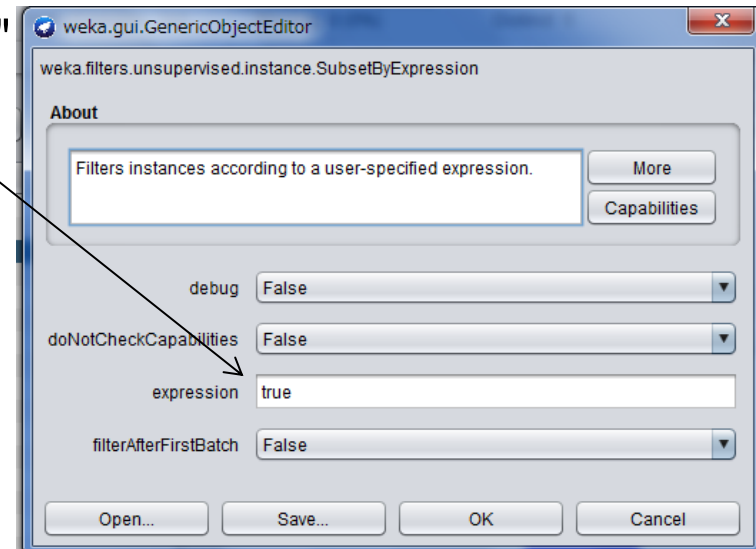 "
weka.gui.GenericObjectEditor
weka.filters.unsupervised.instance.SubsetByExpression
About
Filters instances according to a user-specified expression.
More
Capabilities
debug False
doNotCheckCapabilities False
expression true
filterAfterFirstBatch False
Open... Save... OK Cancel